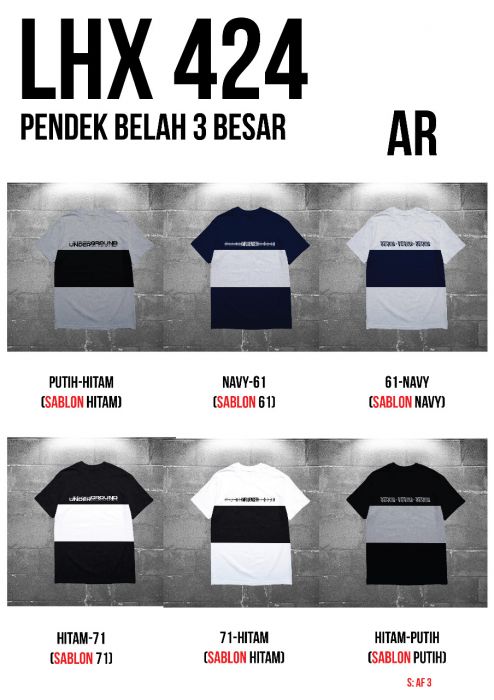 LHX 424
PENDEK BELAH 3 BESAR
AR
UNDERGROUND
PUTIH-HITAM
(SABLON HITAM)
NAVY-61
(SABLON 61)
61-NAVY
(SABLON NAVY)
UNDERGROUND
HITAM-71
(SABLON 71)
71-HITAM
(SABLON HITAM)
HITAM-PUTIH
(SABLON PUTIH)
S: AF 3